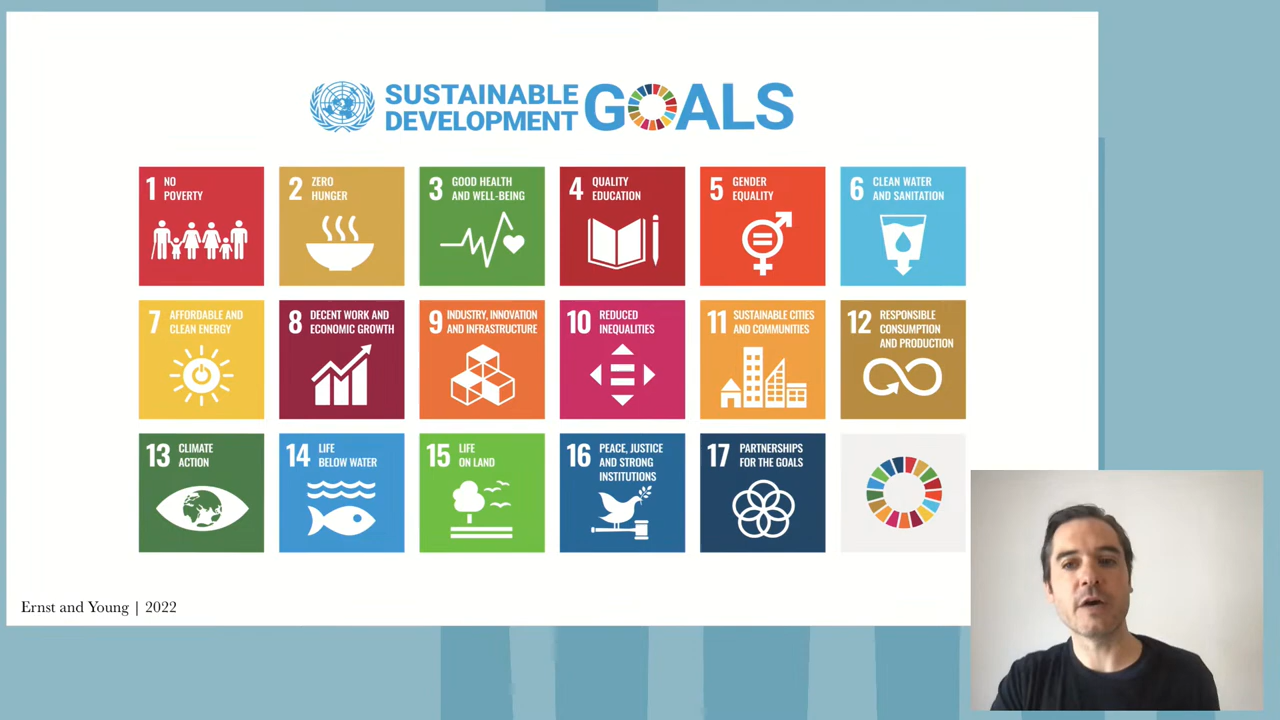 SUSTAINABLE
DEVELOPMENT
GOALS
1 NO
POVERTY
2 ZERO
HUNGER
3 GOOD HEALTH
AND WELL-BEING
4 QUALITY
EDUCATION
5 GENDER
EQUALITY
6 CLEAN WATER
AND SANITATION
7 AFFORDABLE AND
CLEAN ENERGY
8 DECENT WORK AND
ECONOMIC GROWTH
9 INDUSTRY, INNOVATION
AND INFRASTRUCTURE
10 REDUCED
INEQUALITIES
11 SUSTAINABLE CITIES
AND COMMUNITIES
12 RESPONSIBLE
CONSUMPTION
AND PRODUCTION
13 CLIMATE
ACTION
14 LIFE
BELOW WATER
15 LIFE
ON LAND
16 PEACE, JUSTICE
AND STRONG
INSTITUTIONS
17 PARTNERSHIPS
FOR THE GOALS
Ernst and Young | 2022